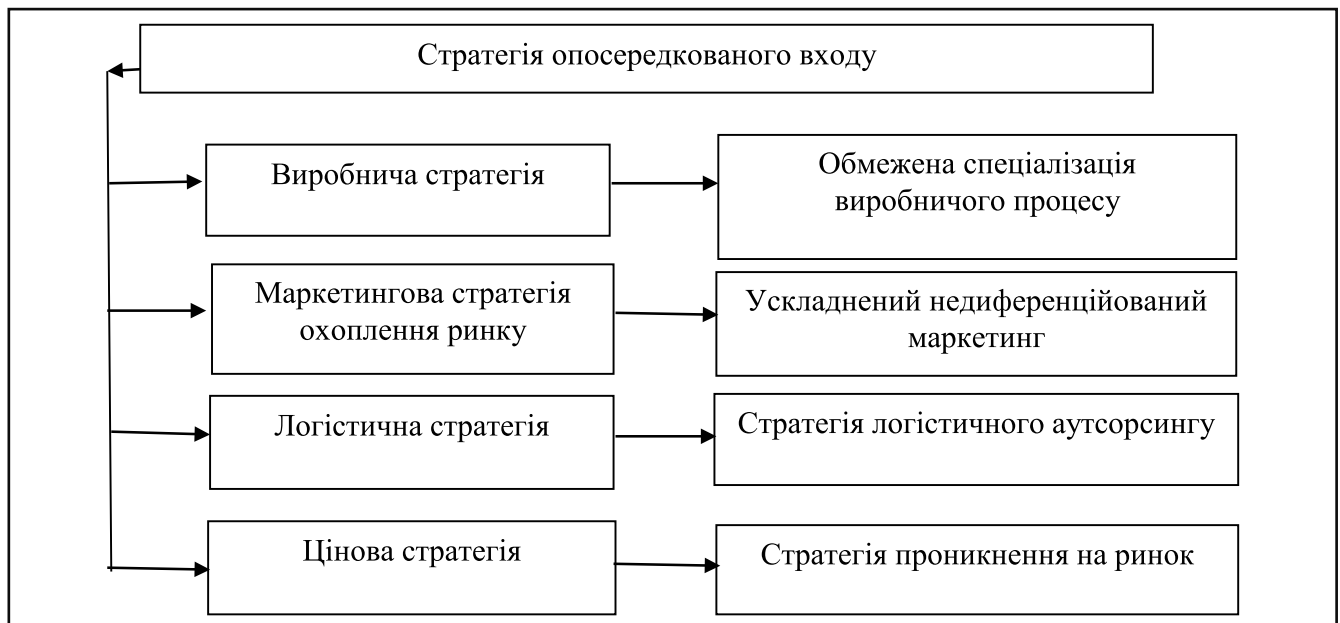 Стратегія опосередкованого входу
Виробнича стратегія
Обмежена спеціалізація
виробничого процесу
Маркетингова стратегія
охоплення ринку
Ускладнений недиференційований
маркетинг
Логістична стратегія
Стратегія логістичного аутсорсингу
Цінова стратегія
Стратегія проникнення на ринок